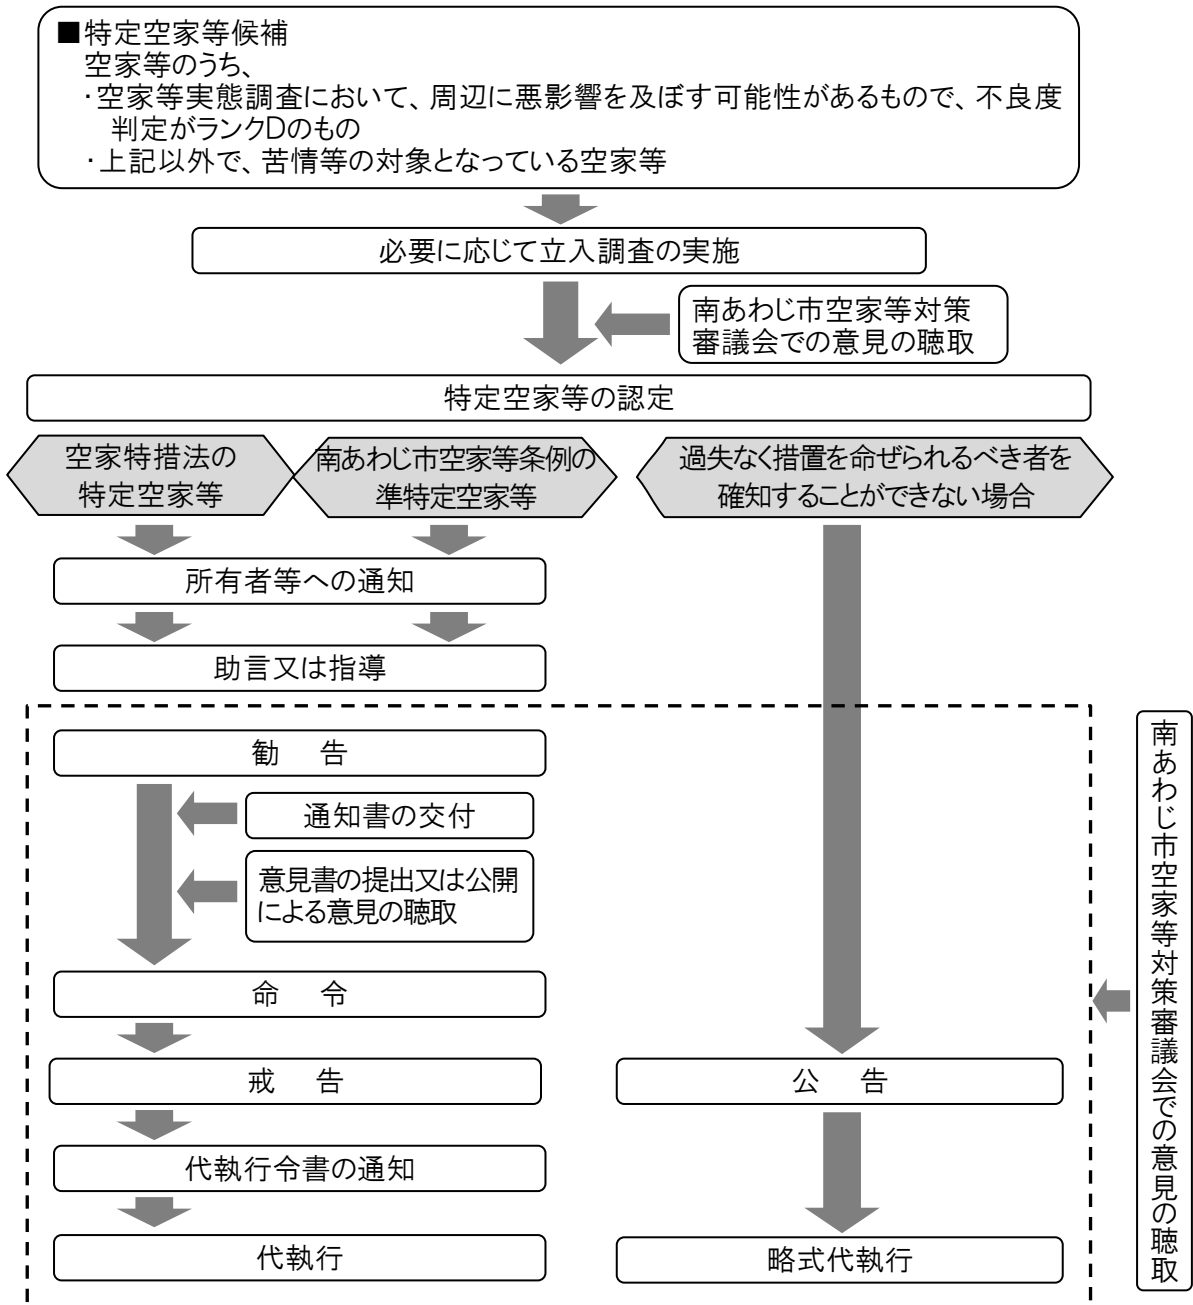 ■特定空家等候補
空家等のうち、
・空家等実態調査において、周辺に悪影響を及ぼす可能性があるもので、不良度
判定がランクDのもの
・上記以外で、苦情等の対象となっている空家等
必要に応じて立入調査の実施
南あわじ市空家等対策
審議会での意見の聴取
特定空家等の認定
空家特措法の
特定空家等
南あわじ市空家等条例の
準特定空家等
過失なく措置を命ぜられるべき者を
確知することができない場合
所有者等への通知
助言又は指導
勧　告
通知書の交付
意見書の提出又は公開
による意見の聴取
命　令
戒　告
代執行令書の通知
代執行
公　告
略式代執行
南あわじ市空家等対策審議会での意見の聴取